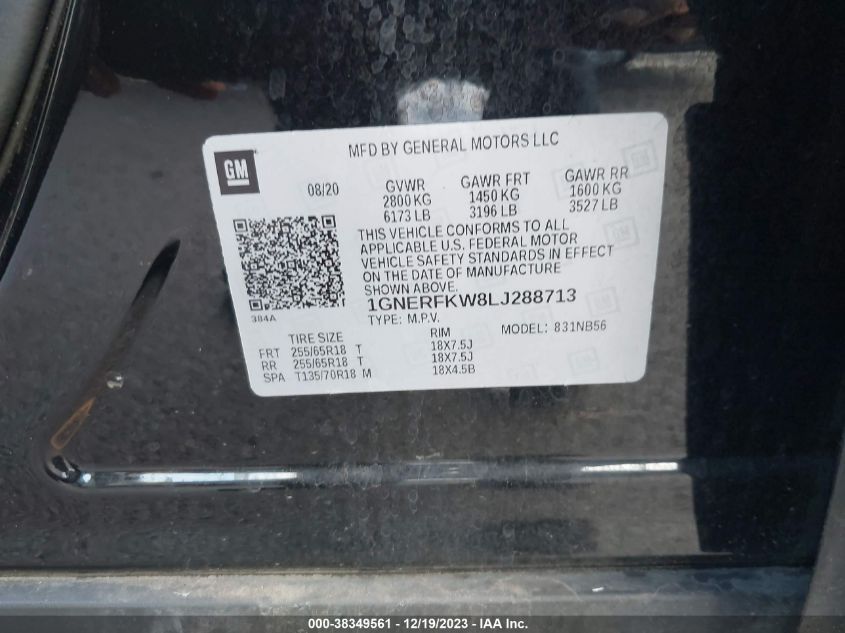 MFD BY GENERAL MOTORS LLC
GM
08/20
GVWR GAWR FRT GAWR RR
2800 KG 1450 KG 1600 KG
6173 LB 3196 LB 3527 LB
THIS VEHICLE CONFORMS TO ALL
APPLICABLE U.S. FEDERAL MOTOR
VEHICLE SAFETY STANDARDS IN EFFECT
ON THE DATE OF MANUFACTURE
SHOWN ABOVE.
384A
1GNERFKW8LJ288713
TYPE: M.P.V. MODEL: 831NB56
TIRE SIZE RIM
FRT 255/65R18 T 18X7.5J
RR 255/65R18 T 18X7.5J
SPA T135/70R18 M 18X4.5B
000-38349561 - 12/19/2023 - IAA Inc.